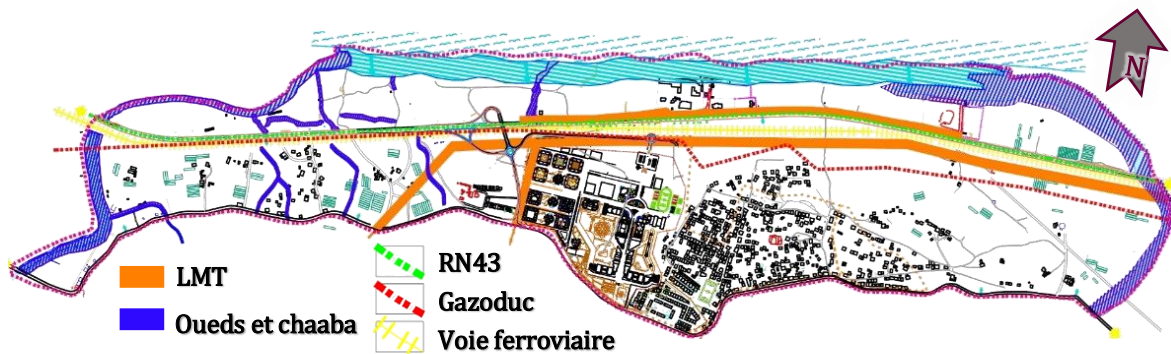 N
RN43
LMT
Gazoduc
Oueds et chaaba
Voie ferroviaire